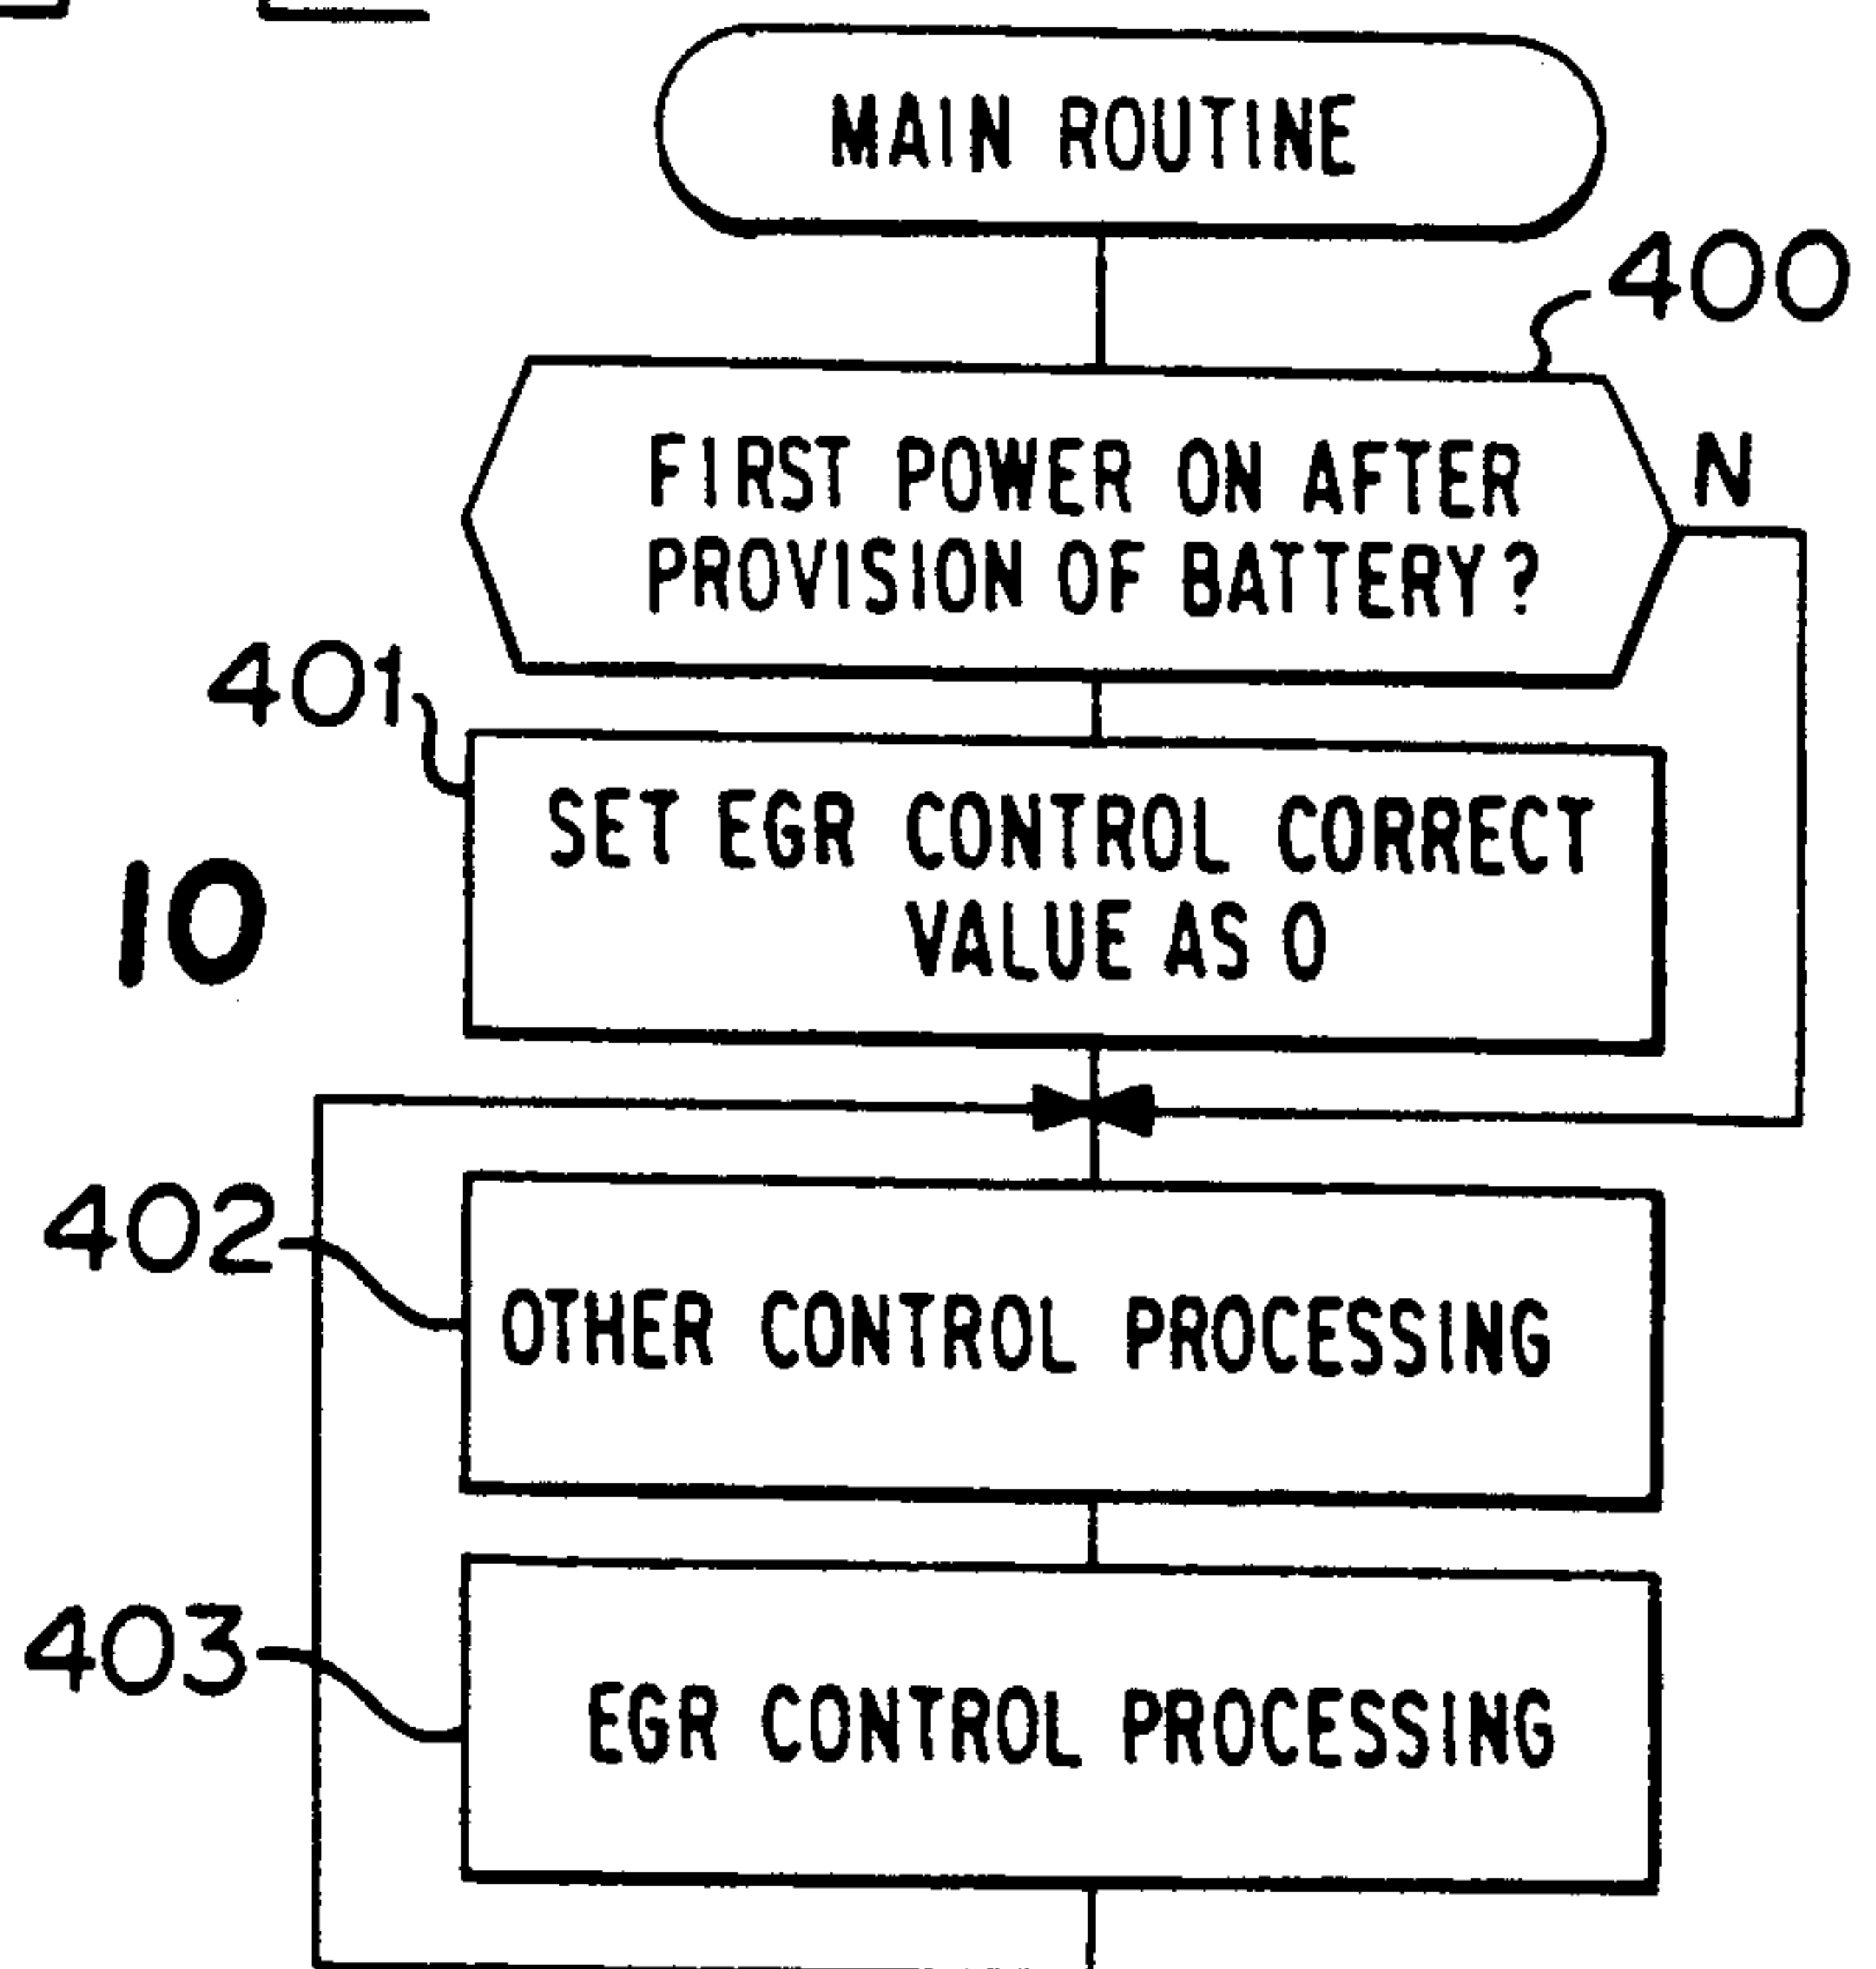 MAIN ROUTINE
400
FIRST POWER ON AFTER
PROVISION OF BATTERY?
N
401
SET EGR CONTROL CORRECT
VALUE AS 0
10
402
OTHER CONTROL PROCESSING
403
EGR CONTROL PROCESSING